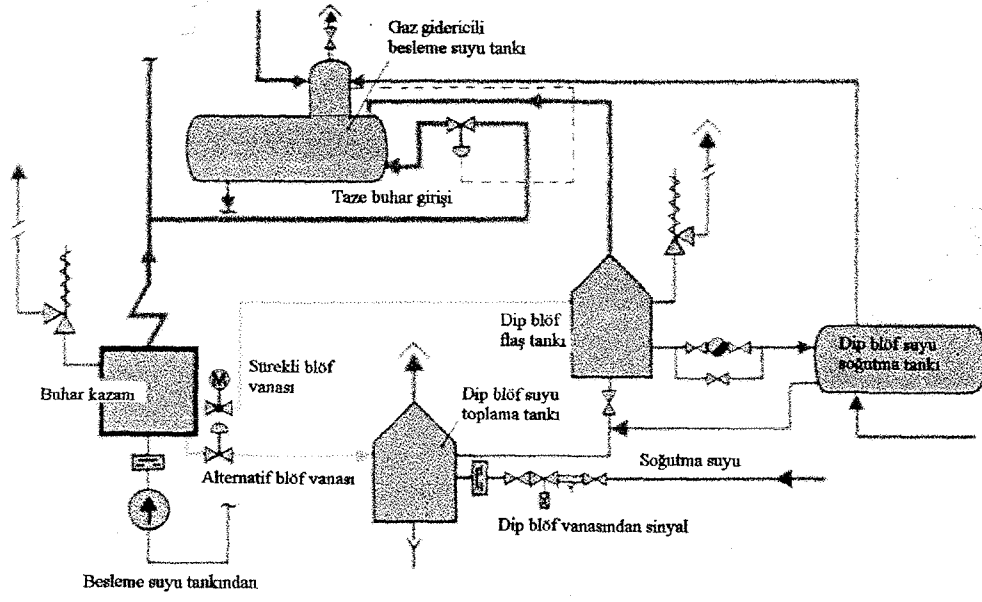 Gaz gidericili
besleme suyu tankı
Taze buhar girişi
Dip blöf
flaş tankı
Dip blöf suyu
soğutma tankı
Sürekli blöf
vanası
M
Buhar kazanı
Dip blöf suyu
toplama tankı
Alternatif blöf vanası
Soğutma suyu
Dip blöf vanasından sinyal
Besleme suyu tankından